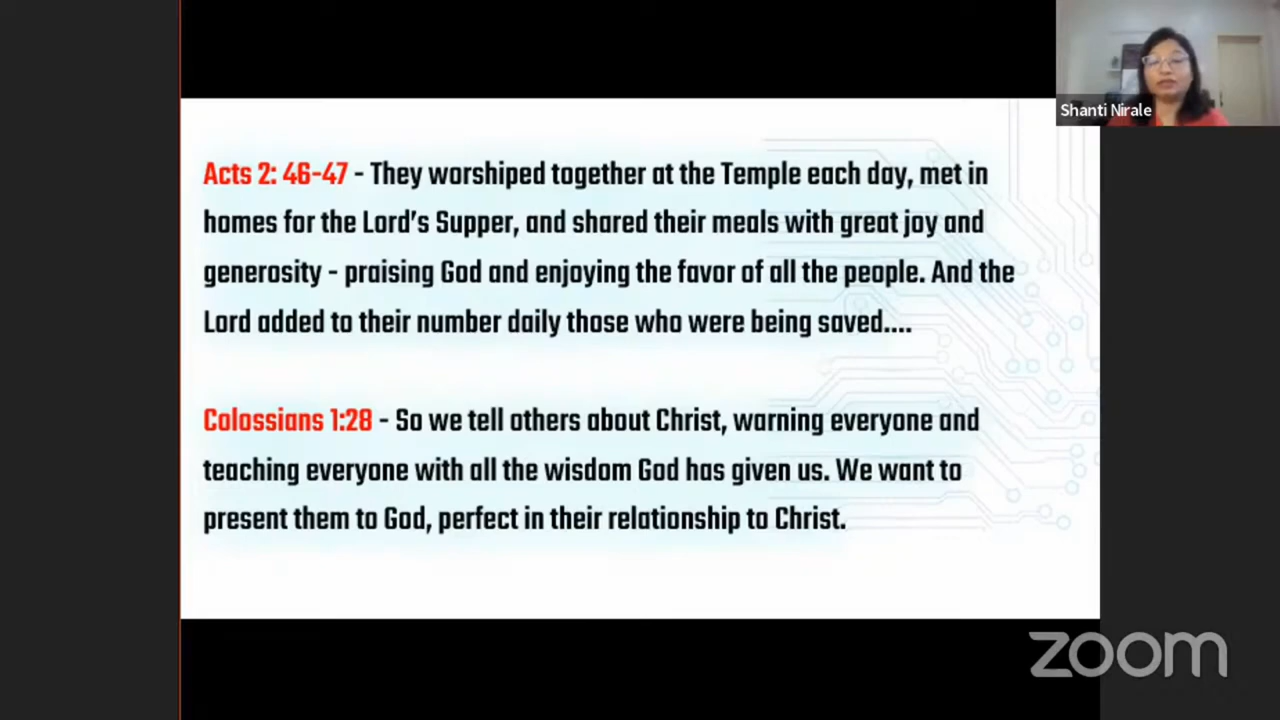 Shanti Nirale
Acts 2: 46-47 - They worshiped together at the Temple each day, met in
homes for the Lord’s Supper, and shared their meals with great joy and
generosity - praising God and enjoying the favor of all the people. And the
Lord added to their number daily those who were being saved....
Colossians 1:28 - So we tell others about Christ, warning everyone and
teaching everyone with all the wisdom God has given us. We want to
present them to God, perfect in their relationship to Christ.
zoom